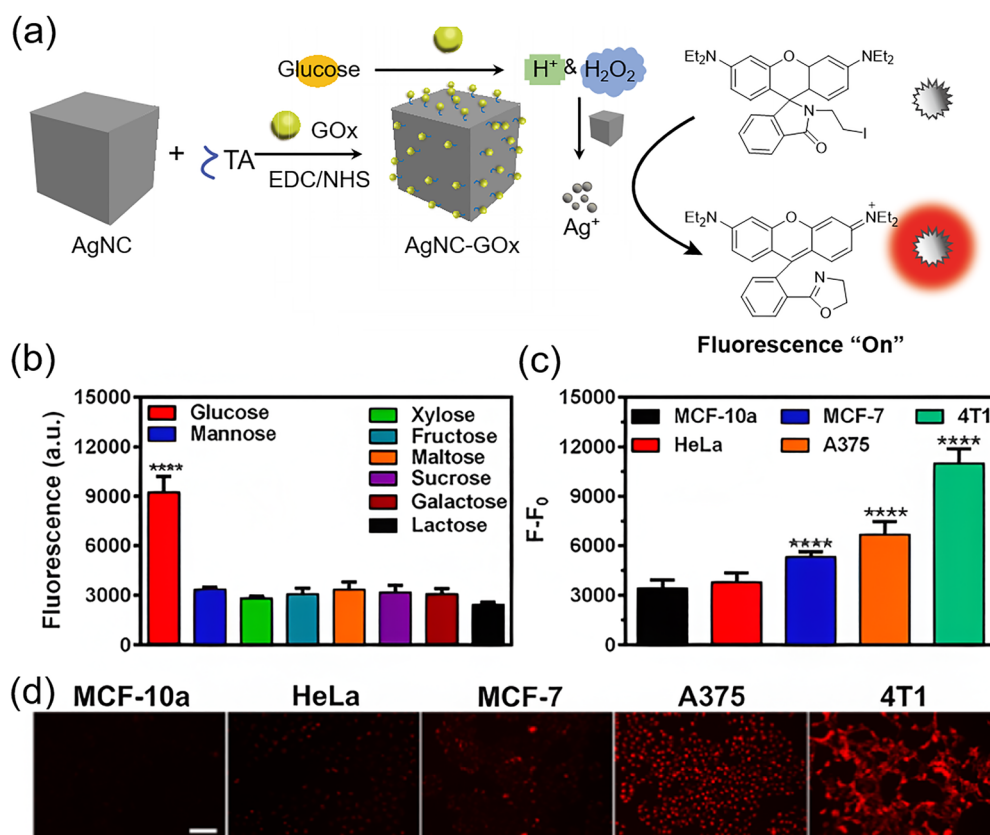 (a)
Glucose
H+ & H2O2
NEt2
O
NEt2
N
I
O
GOx
+
TA
EDC/NHS
AgNC
AgNC-GOx
Ag+
NEt2
O
+
NEt2
N
O
Fluorescence “On”
(b)
Fluorescence (a.u.)
15000
12000
9000
6000
3000
0
Glucose
Mannose
Xylose
Fructose
Maltose
Sucrose
Galactose
Lactose
****
(c)
F-F0
15000
12000
9000
6000
3000
0
MCF-10a
MCF-7
4T1
HeLa
A375
****
****
****
(d)
MCF-10a
HeLa
MCF-7
A375
4T1